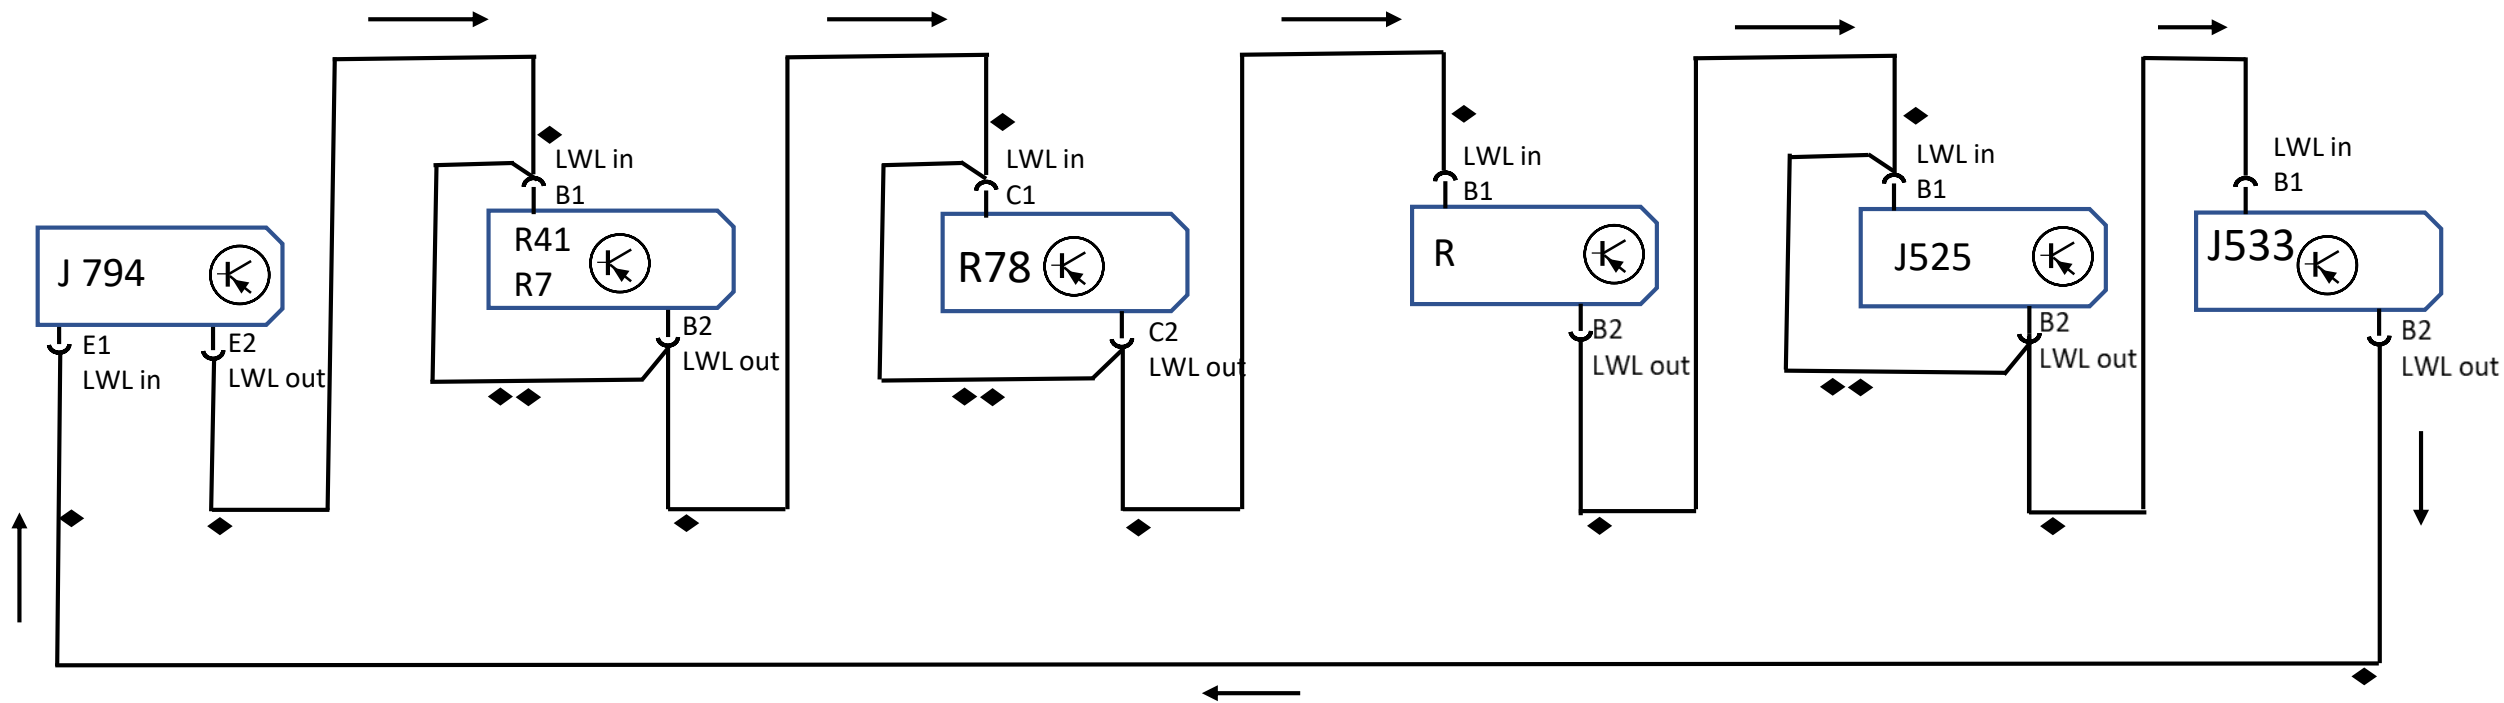 J 794
E1
LWL in
E2
LWL out
LWL in
B1
R41
R7
B2
LWL out
LWL in
C1
R78
C2
LWL out
LWL in
B1
R
B2
LWL out
LWL in
B1
J525
B2
LWL out
LWL in
B1
J533
B2
LWL out